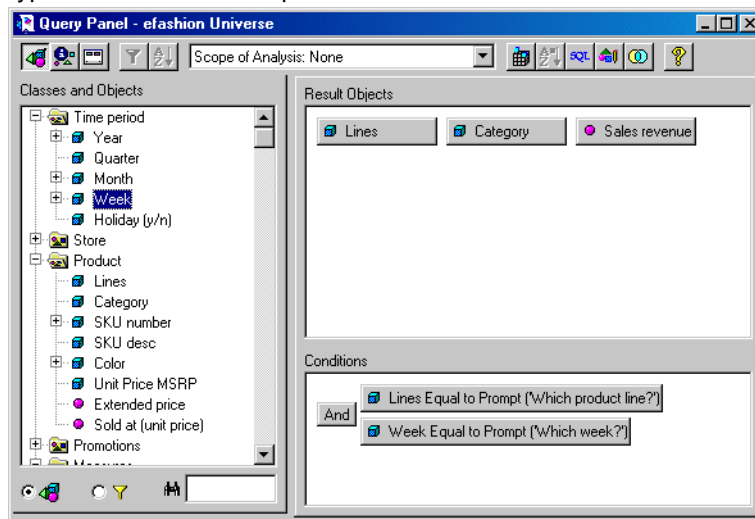 Query Panel - efashion Universe
Scope of Analysis: None
SQL
Classes and Objects
Time period
Year
Quarter
Month
Week
Holiday (y/n)
Store
Product
Lines
Category
SKU number
SKU desc
Color
Unit Price MSRP
Extended price
Sold at (unit price)
Promotions
Result Objects
Lines Category Sales revenue
Conditions
And
Lines Equal to Prompt ('Which product line?')
Week Equal to Prompt ('Which week?')